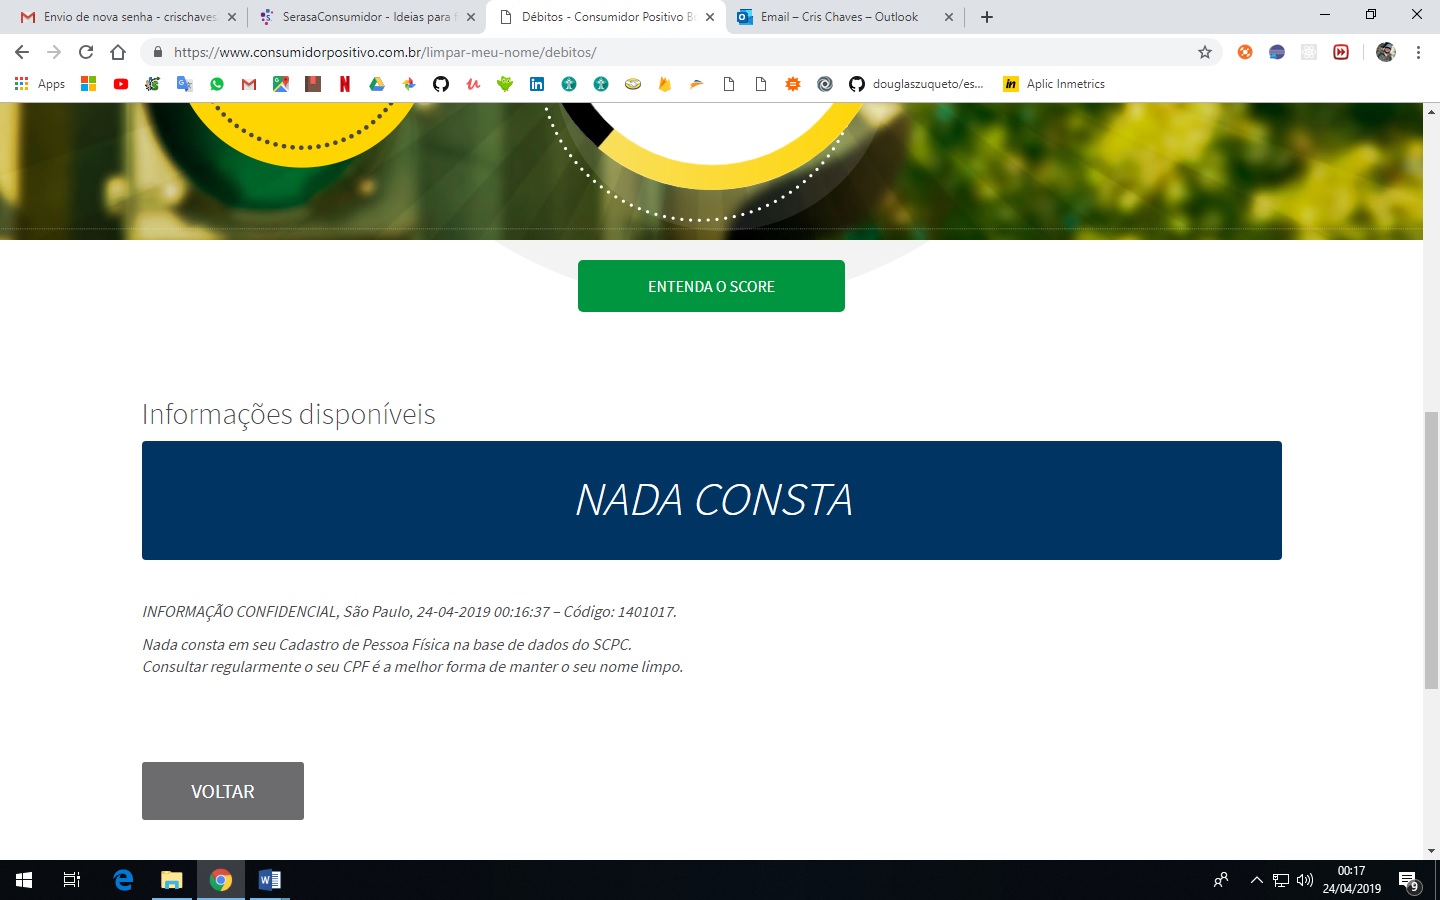 Envio de nova senha - crischaves
SerasaConsumidor - Ideias para f
Débitos - Consumidor Positivo Bo
Email – Cris Chaves – Outlook
https://www.consumidorpositivo.com.br/limpar-meu-nome/debitos/
Apps
douglaszuqueto/es...
in
Aplic Inmetrics
ENTENDA O SCORE
Informações disponíveis
NADA CONSTA
INFORMAÇÃO CONFIDENCIAL, São Paulo, 24-04-2019 00:16:37 – Código: 1401017.
Nada consta em seu Cadastro de Pessoa Física na base de dados do SCPC.
Consultar regularmente o seu CPF é a melhor forma de manter o seu nome limpo.
VOLTAR
00:17
24/04/2019
9